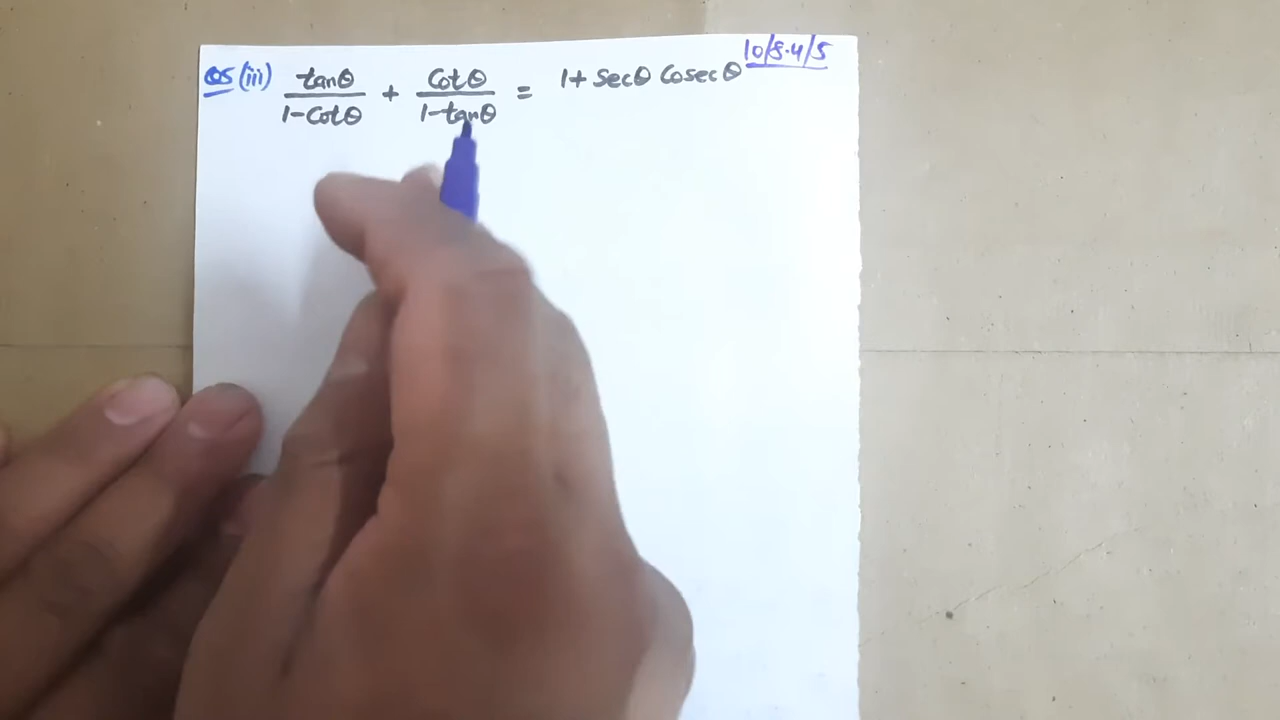 10/8.4/5
Q5 (iii) tanθ/1-Cotθ + Cotθ/1-tanθ = 1+ secθ Cosecθ